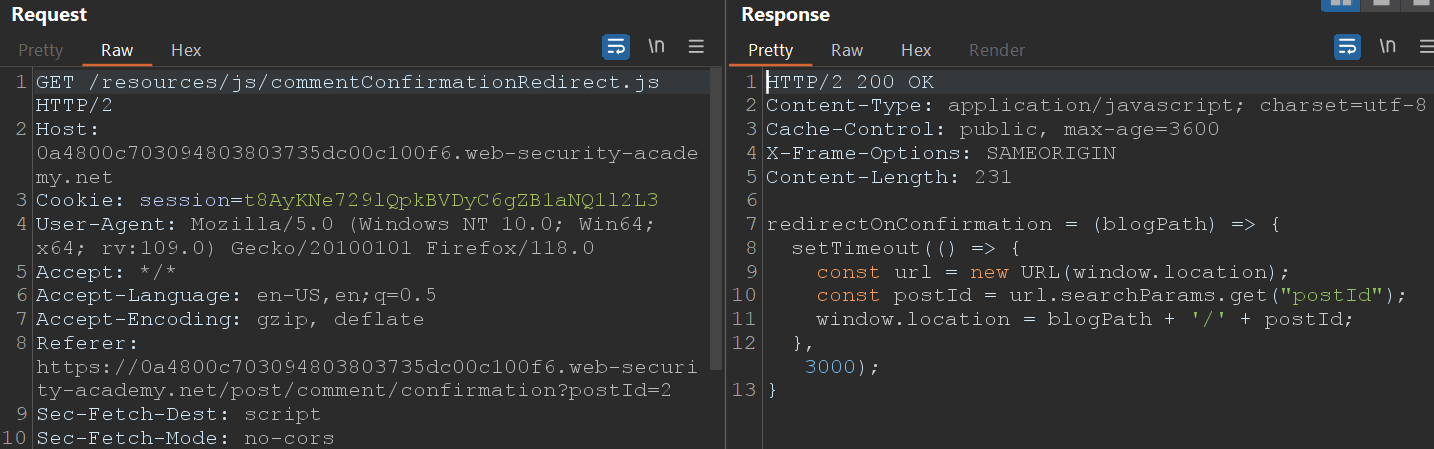 Request
Pretty Raw Hex \n
1 GET /resources/js/commentConfirmationRedirect.js
HTTP/2
2 Host:
0a4800c703094803803735dc00c100f6.web-security-acade
my.net
3 Cookie: session=t8AyKNe729lQpkBVDyC6gZB1aNQ1l2L3
4 User-Agent: Mozilla/5.0 (Windows NT 10.0; Win64;
x64; rv:109.0) Gecko/20100101 Firefox/118.0
5 Accept: */*
6 Accept-Language: en-US,en;q=0.5
7 Accept-Encoding: gzip, deflate
8 Referer:
https://0a4800c703094803803735dc00c100f6.web-securi
ty-academy.net/post/comment/confirmation?postId=2
9 Sec-Fetch-Dest: script
10 Sec-Fetch-Mode: no-cors
Response
Pretty Raw Hex Render \n
1 HTTP/2 200 OK
2 Content-Type: application/javascript; charset=utf-8
3 Cache-Control: public, max-age=3600
4 X-Frame-Options: SAMEORIGIN
5 Content-Length: 231
6
7 redirectOnConfirmation = (blogPath) => {
8 setTimeout(() => {
9 const url = new URL(window.location);
10 const postId = url.searchParams.get("postId");
11 window.location = blogPath + '/' + postId;
12 },
3000);
13 }